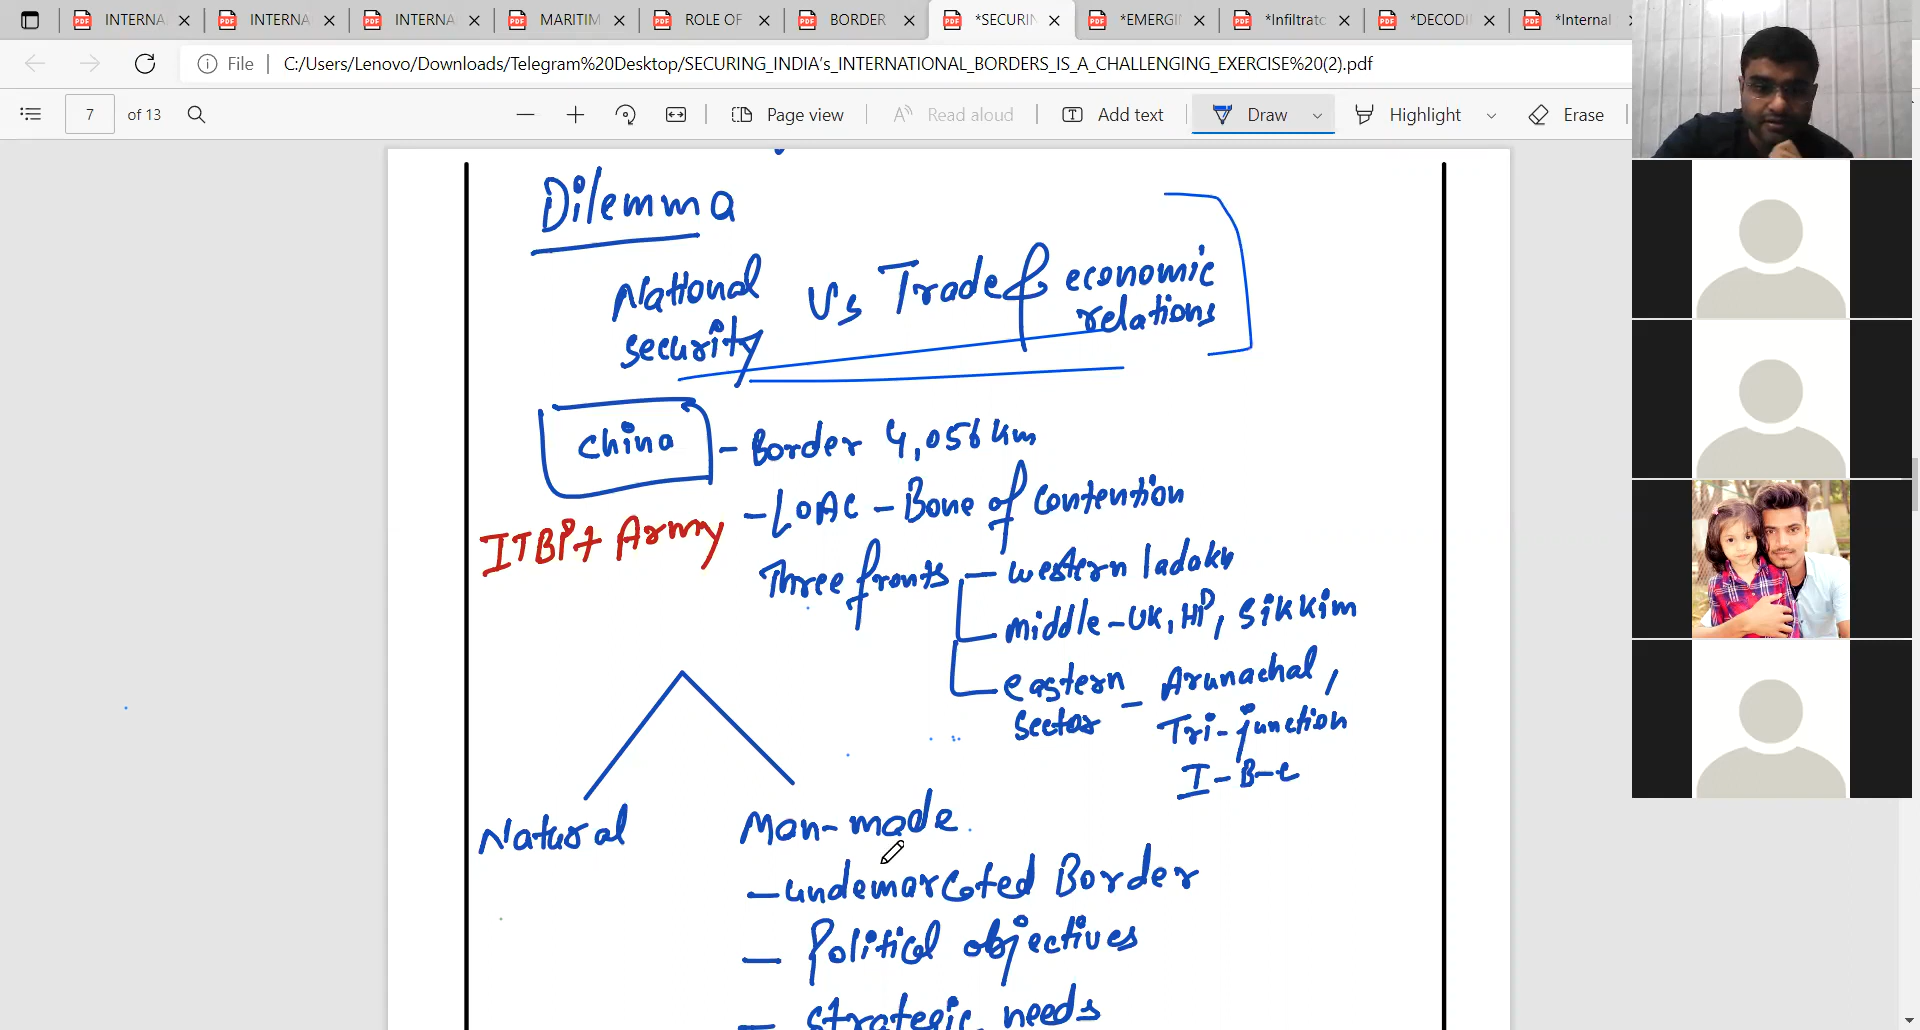 INTERNA
INTERNA
INTERNA
MARITIM
ROLE OF
BORDER
*SECURIN
*EMERGI
*Infiltrato
*DECODI
*Internal
File
C:/Users/Lenovo/Downloads/Telegram%20Desktop/SECURING_INDIA's_INTERNATIONAL_BORDERS_IS_A_CHALLENGING_EXERCISE%20(2).pdf
7 of 13
Page view
Read aloud
Add text
Draw
Highlight
Erase
Dilemma
National security Vs Trade & economic relations
China - Border 4,056 km
- LOAC - Bone of contention
ITBP + Army
Three fronts - western ladakh
middle - UK, HP, Sikkim
eastern sector - Arunachal,
Tri-junction
I-B-C
Natural
Man-made
- undemarcated Border
- Political objectives
- strategic needs